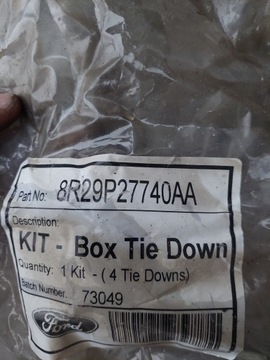 Part No: 8R29P27740AA
Description:
KIT - Box Tie Down
Quantity: 1 Kit - ( 4 Tie Downs)
Batch Number: 73049
Ford